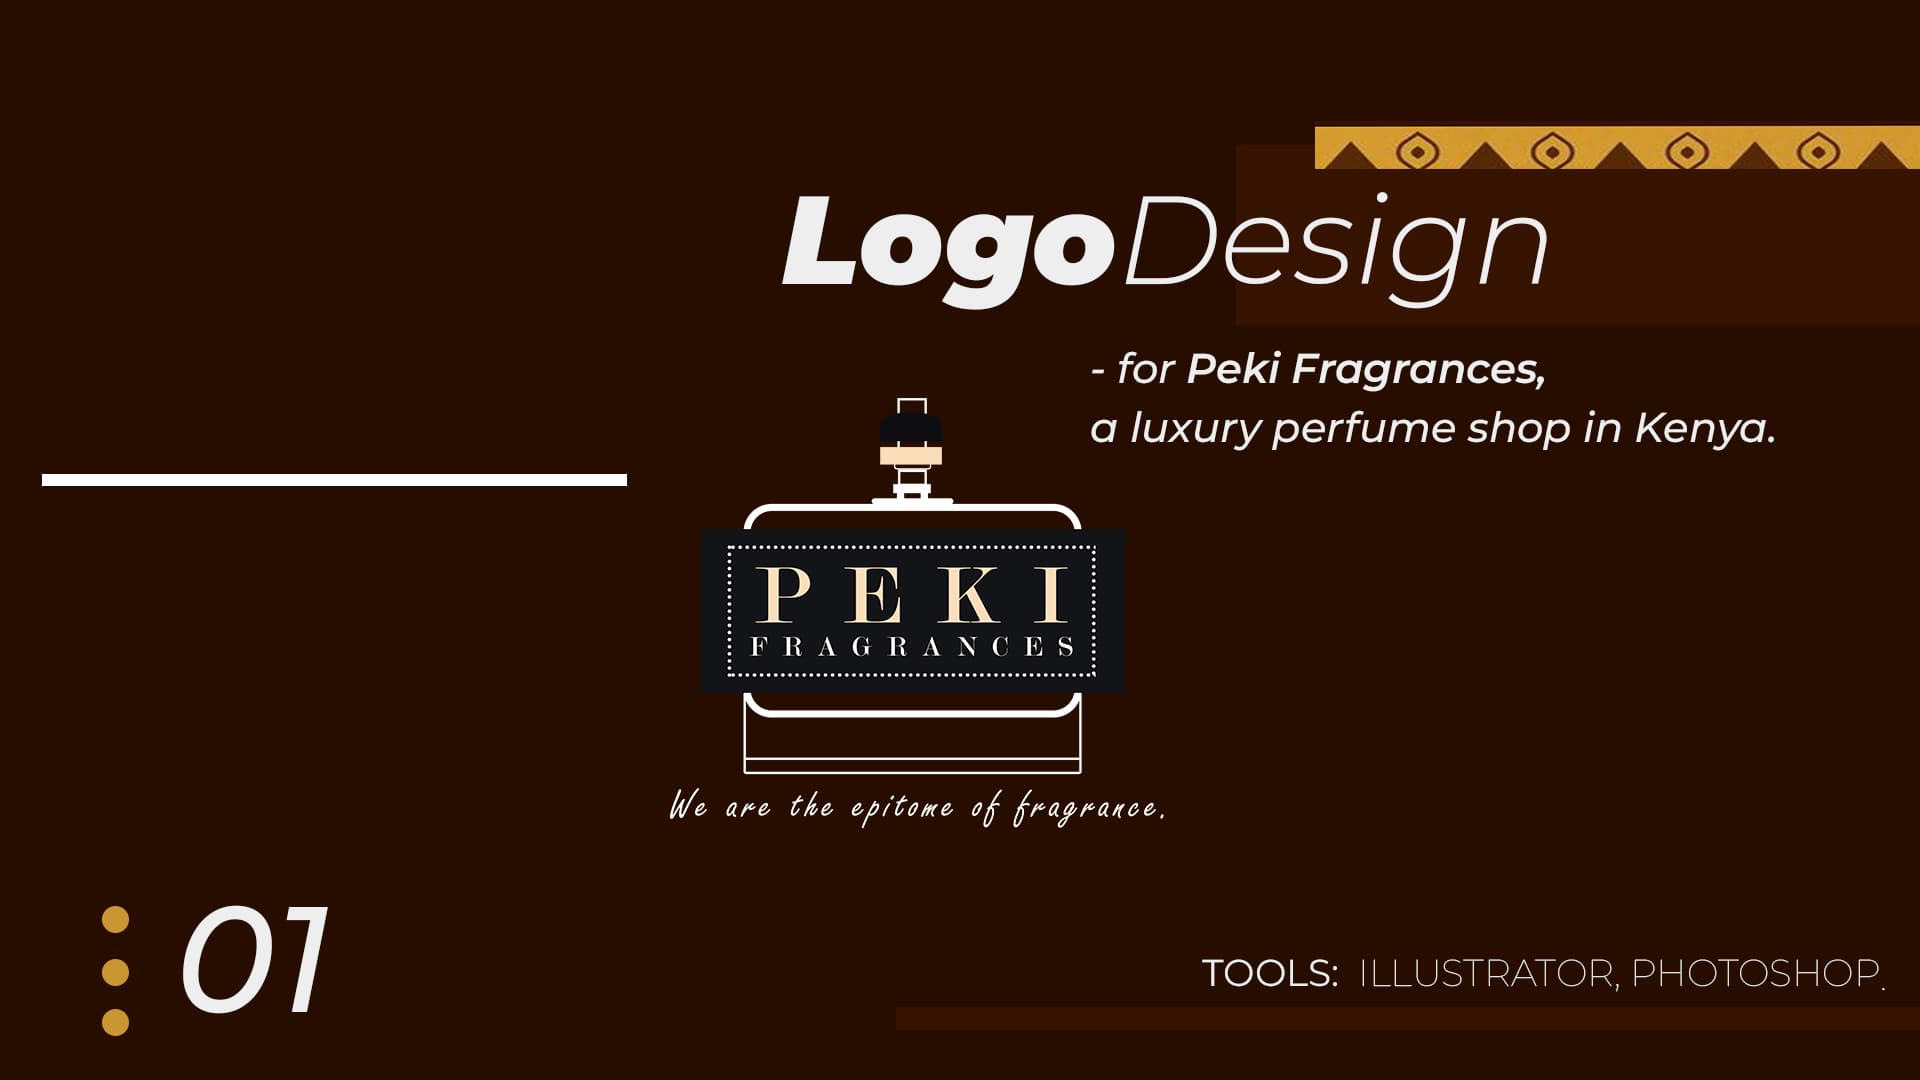 LogoDesign
- for Peki Fragrances,
a luxury perfume shop in Kenya.
PEKI
FRAGRANCES
We are the epitome of fragrance.
01
TOOLS: ILLUSTRATOR, PHOTOSHOP.